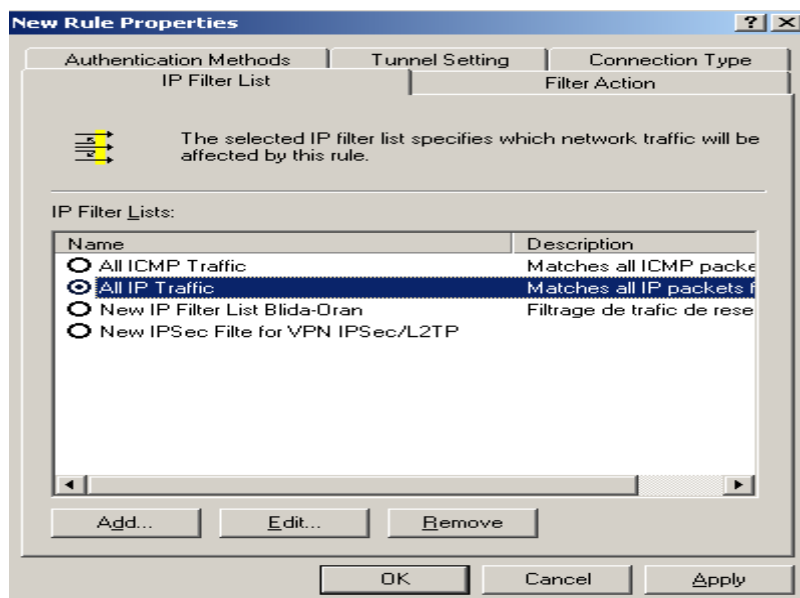 New Rule Properties
Authentication Methods
Tunnel Setting
Connection Type
IP Filter List
Filter Action
The selected IP filter list specifies which network traffic will be
affected by this rule.
IP Filter Lists:
Name Description
All ICMP Traffic Matches all ICMP packe
All IP Traffic Matches all IP packets f
New IP Filter List Blida-Oran Filtrage de trafic de rese
New IPSec Filte for VPN IPSec/L2TP
Add... Edit... Remove
OK Cancel Apply